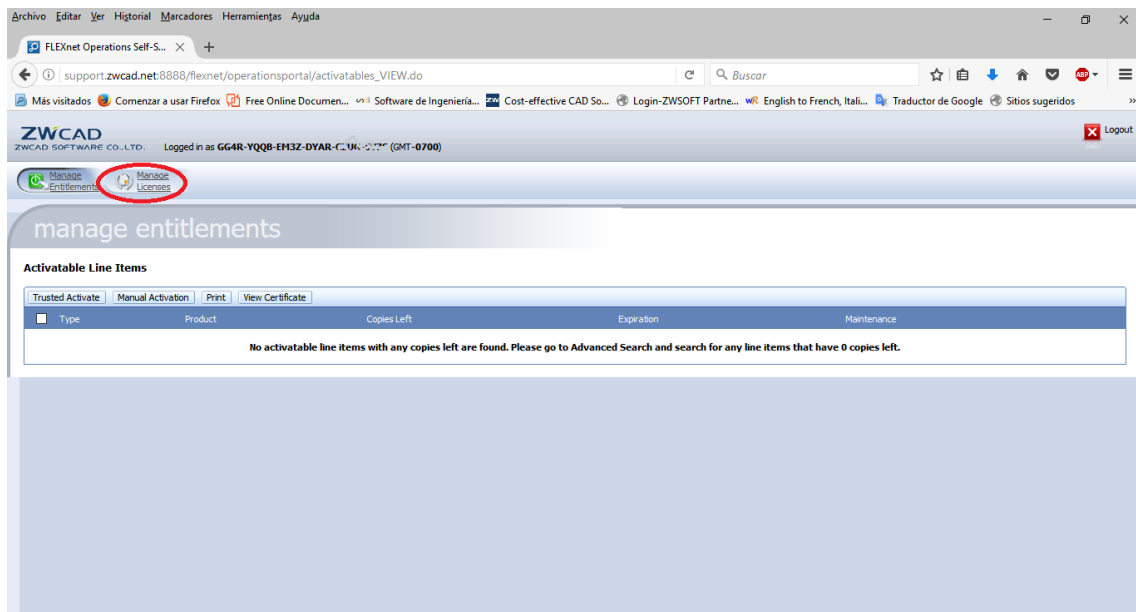 Archivo Editar Ver Historial Marcadores Herramientas Ayuda
FLEXnet Operations Self-S...
support.zwcad.net:8888/flexnet/operationsportal/activatables_VIEW.do
Buscar
ABP
Más visitados Comenzar a usar Firefox Free Online Documen... Software de Ingeniería... ZW Cost-effective CAD So... Login-ZWSOFT Partne... WR English to French, Itali... Traductor de Google Sitios sugeridos
ZWCAD
ZWCAD SOFTWARE CO.,LTD. Logged in as GG4R-YQQB-EM3Z-DYAR- (GMT-0700)
Logout
Manage Entitlements
Manage Licenses
manage entitlements
Activatable Line Items
Trusted Activate Manual Activation Print View Certificate
Type Product Copies Left Expiration Maintenance
No activatable line items with any copies left are found. Please go to Advanced Search and search for any line items that have 0 copies left.